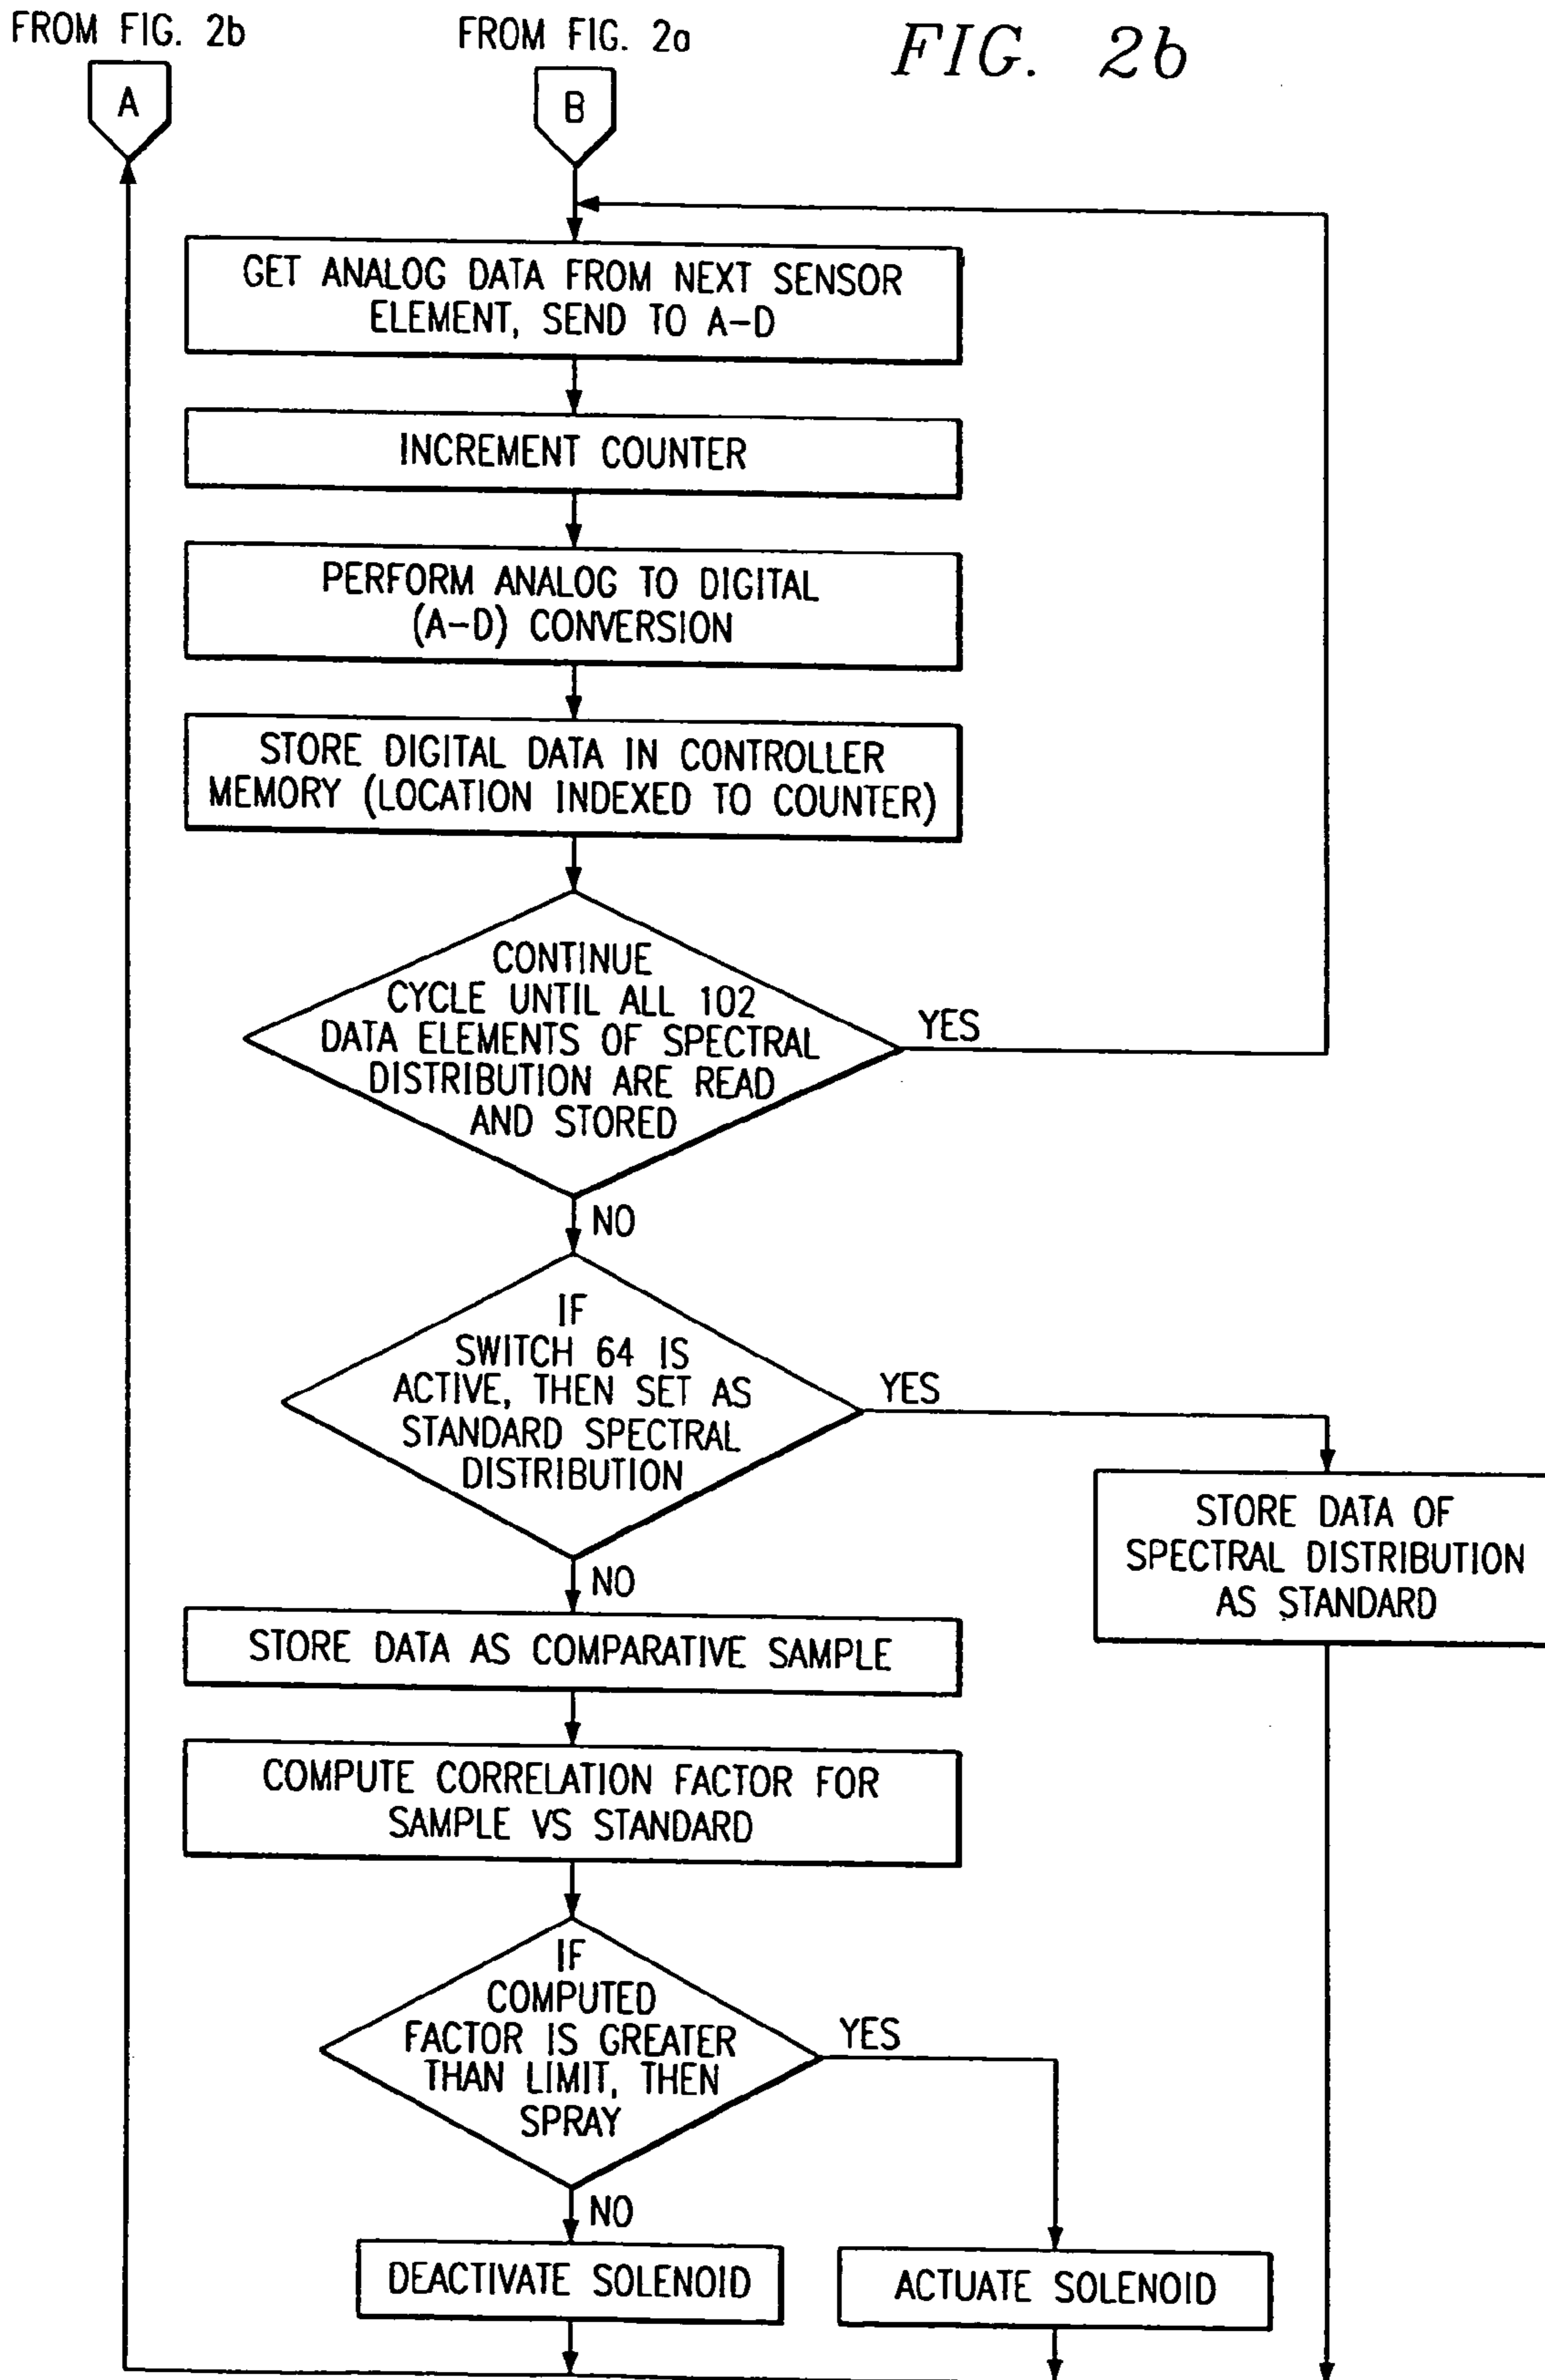 FROM FIG. 2b
FROM FIG. 2a
FIG. 2b
A
B
GET ANALOG DATA FROM NEXT SENSOR
ELEMENT, SEND TO A-D
INCREMENT COUNTER
PERFORM ANALOG TO DIGITAL
(A-D) CONVERSION
STORE DIGITAL DATA IN CONTROLLER
MEMORY (LOCATION INDEXED TO COUNTER)
CONTINUE
CYCLE UNTIL ALL 102
DATA ELEMENTS OF SPECTRAL
DISTRIBUTION ARE READ
AND STORED
YES
NO
IF
SWITCH 64 IS
ACTIVE, THEN SET AS
STANDARD SPECTRAL
DISTRIBUTION
YES
STORE DATA OF
SPECTRAL DISTRIBUTION
AS STANDARD
NO
STORE DATA AS COMPARATIVE SAMPLE
COMPUTE CORRELATION FACTOR FOR
SAMPLE VS STANDARD
IF
COMPUTED
FACTOR IS GREATER
THAN LIMIT, THEN
SPRAY
YES
NO
DEACTIVATE SOLENOID
ACTUATE SOLENOID